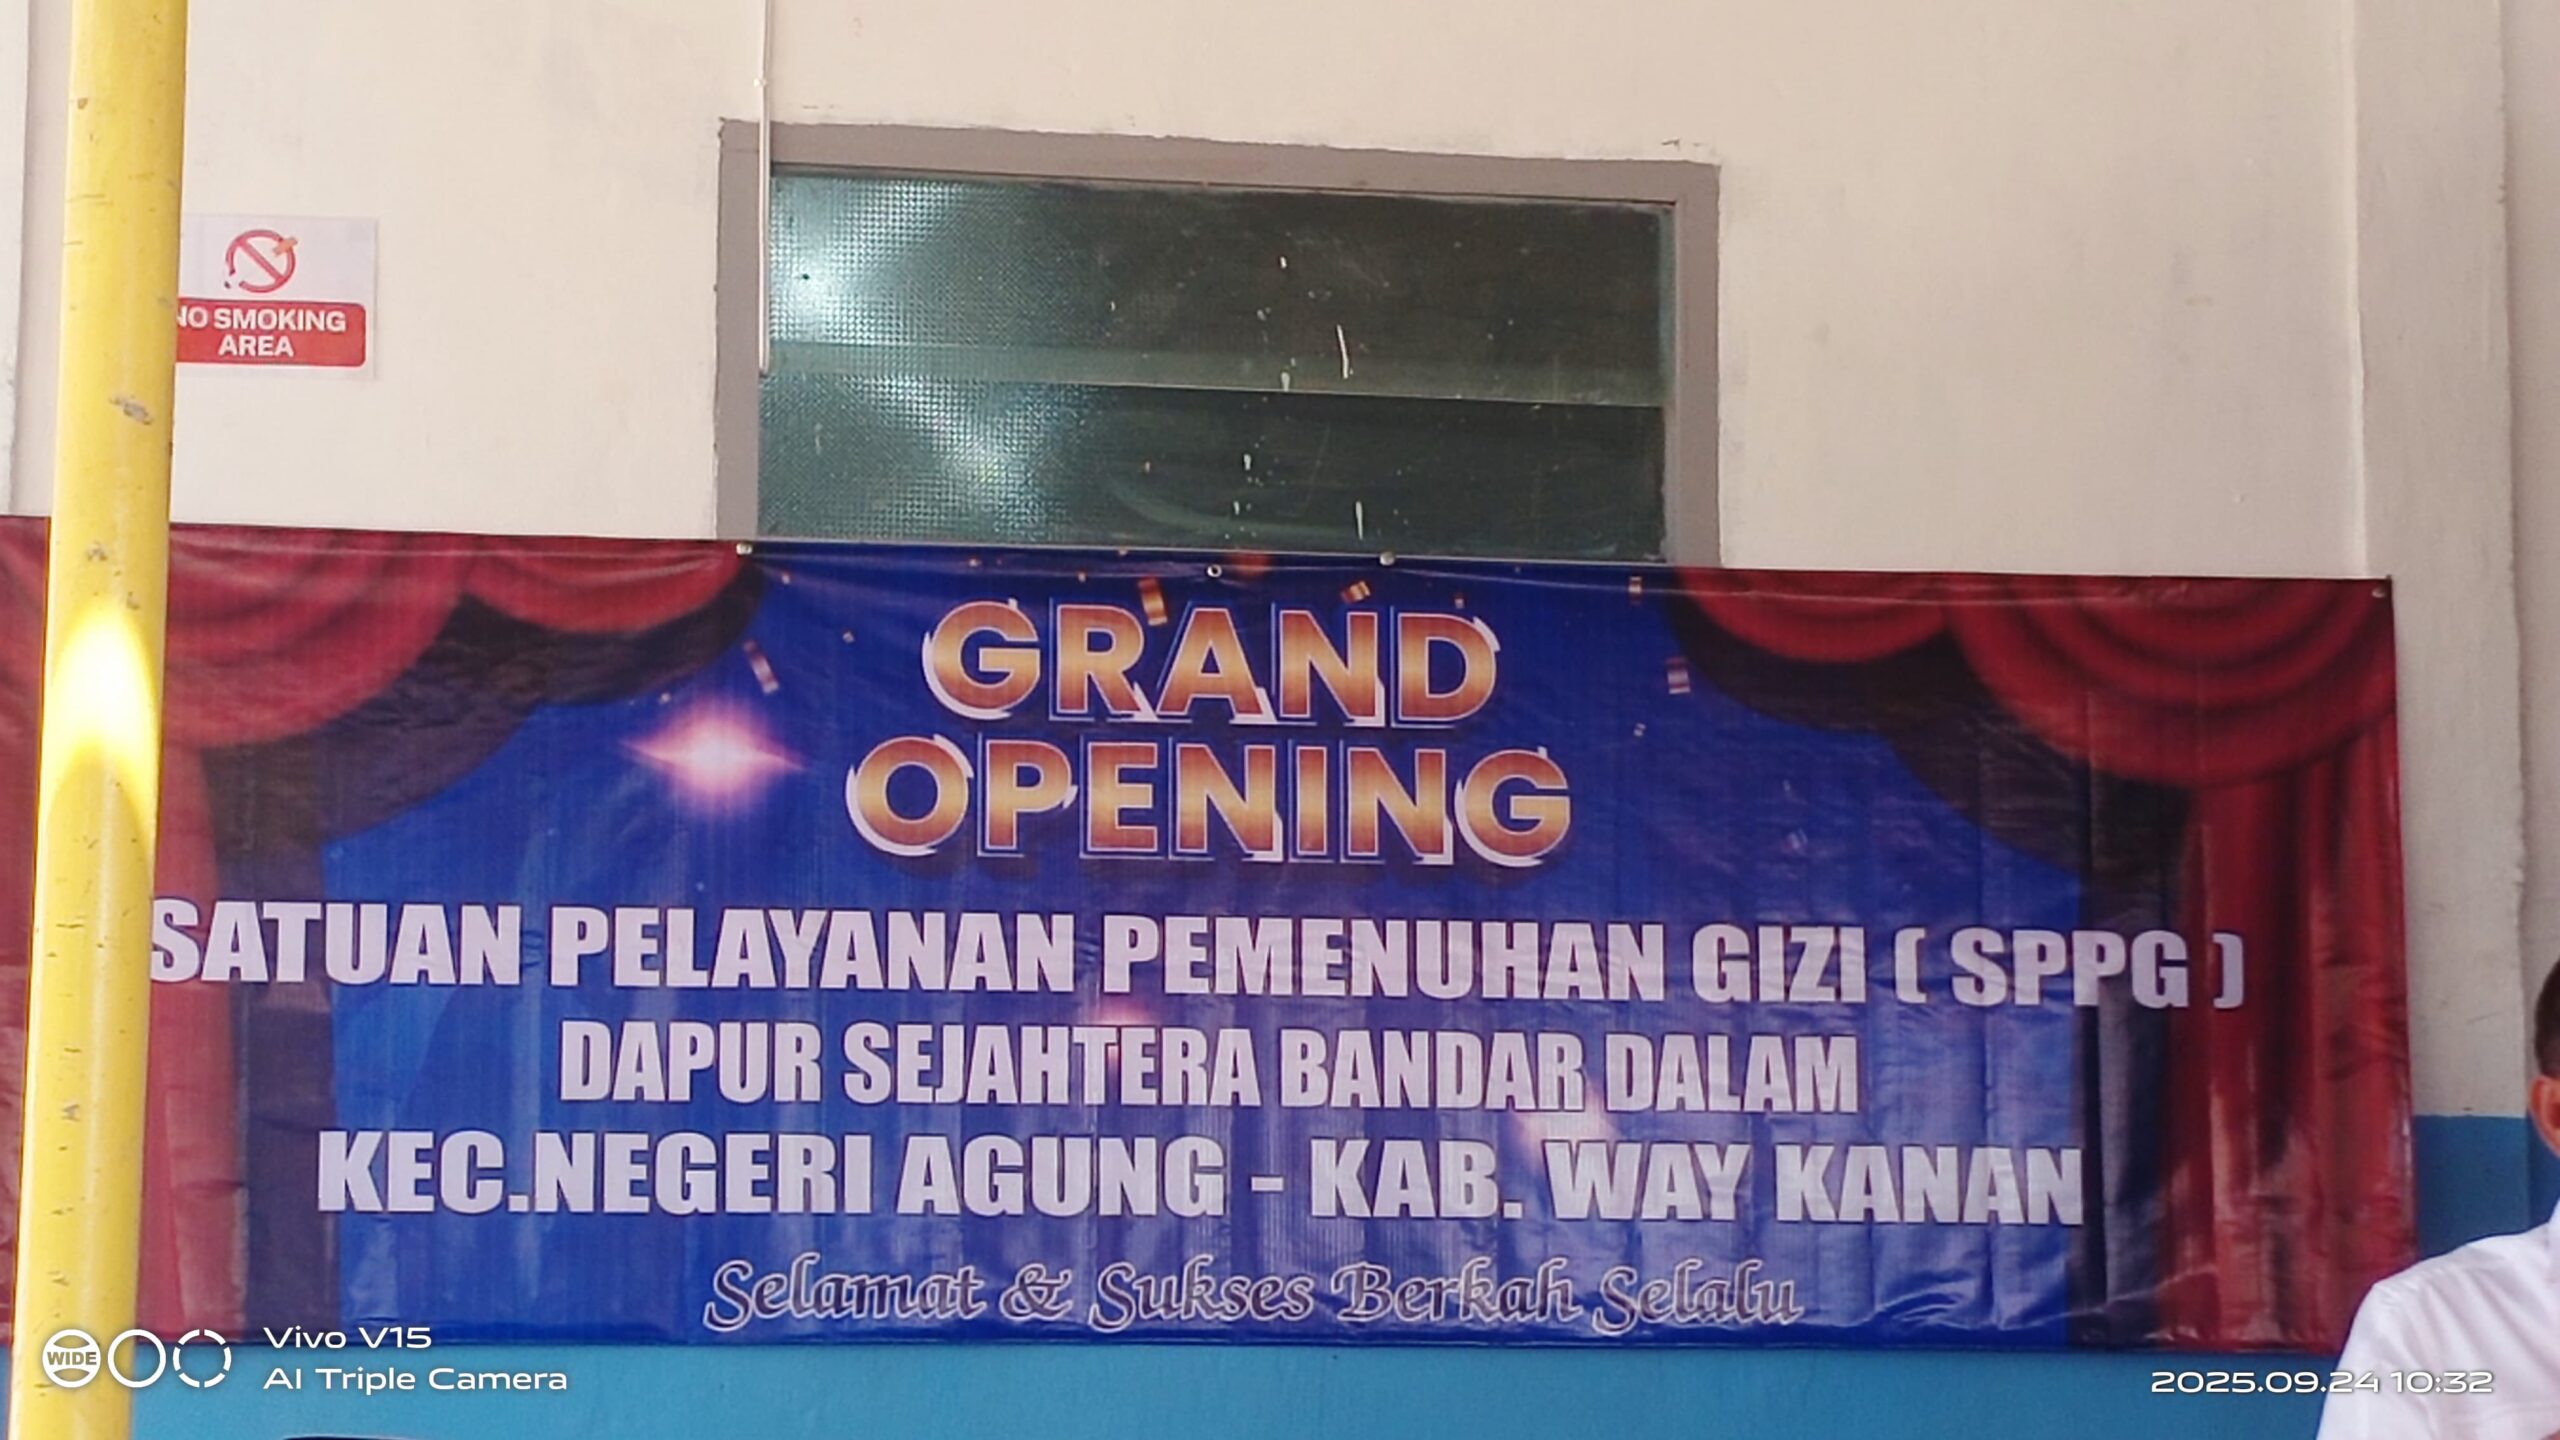 NO SMOKING
AREA
GRAND
OPENING
SATUAN PELAYANAN PEMENUHAN GIZI ( SPPG )
DAPUR SEJAHTERA BANDAR DALAM
KEC.NEGERI AGUNG - KAB. WAY KANAN
Selamat & Sukses Berkah Selalu
WIDE
Vivo V15
AI Triple Camera
2025.09.24 10:32